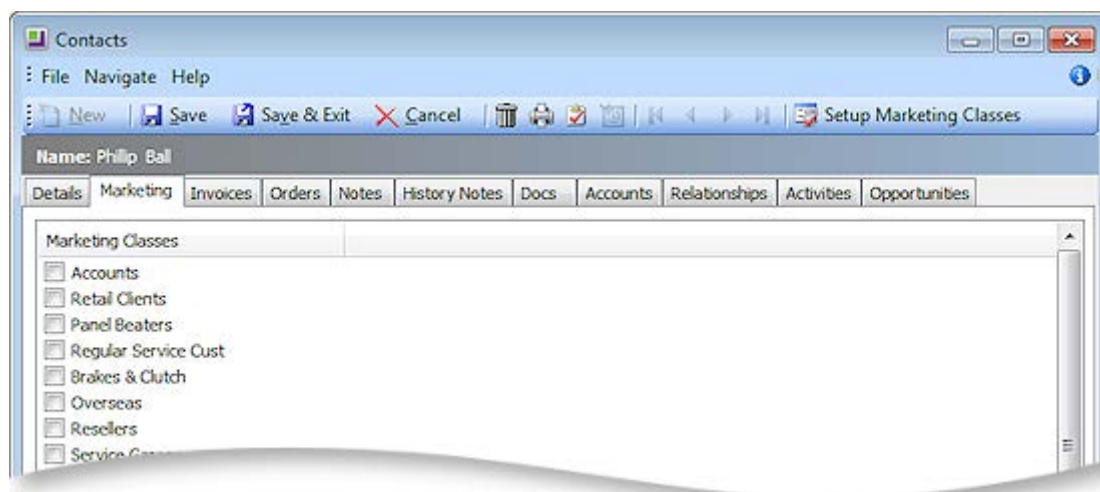 Contacts
File Navigate Help
New Save Save & Exit Cancel Setup Marketing Classes
Name: Philip Ball
Details Marketing Invoices Orders Notes History Notes Docs Accounts Relationships Activities Opportunities
Marketing Classes
Accounts
Retail Clients
Panel Beaters
Regular Service Cust
Brakes & Clutch
Overseas
Resellers
Service